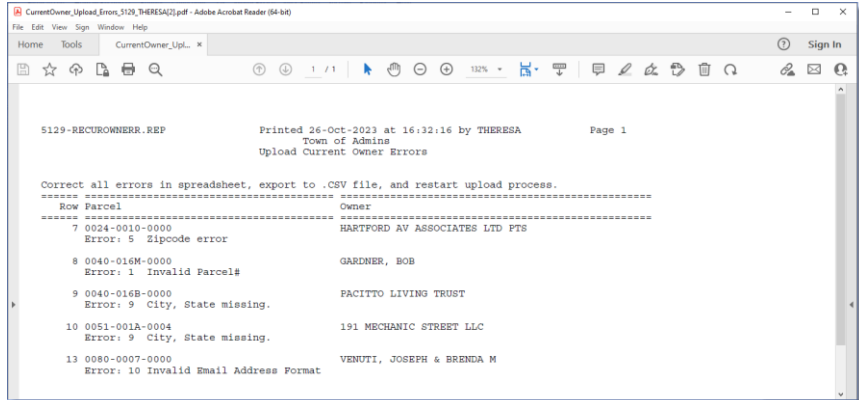 CurrentOwner_Upload_Errors_5129_THERESA[2].pdf - Adobe Acrobat Reader (64-bit)
File Edit View Sign Window Help
Home Tools CurrentOwner_Upl... × Sign In
1 / 1 132%
5129-RECUROWNERR.REP Printed 26-Oct-2023 at 16:32:16 by THERESA Page 1
Town of Admins
Upload Current Owner Errors
Correct all errors in spreadsheet, export to .CSV file, and restart upload process.
Row Parcel Owner
7 0024-0010-0000 HARTFORD AV ASSOCIATES LTD PTS
Error: 5 Zipcode error
8 0040-016M-0000 GARDNER, BOB
Error: 1 Invalid Parcel#
9 0040-016B-0000 PACITTO LIVING TRUST
Error: 9 City, State missing.
10 0051-001A-0004 191 MECHANIC STREET LLC
Error: 9 City, State missing.
13 0080-0007-0000 VENUTI, JOSEPH & BRENDA M
Error: 10 Invalid Email Address Format